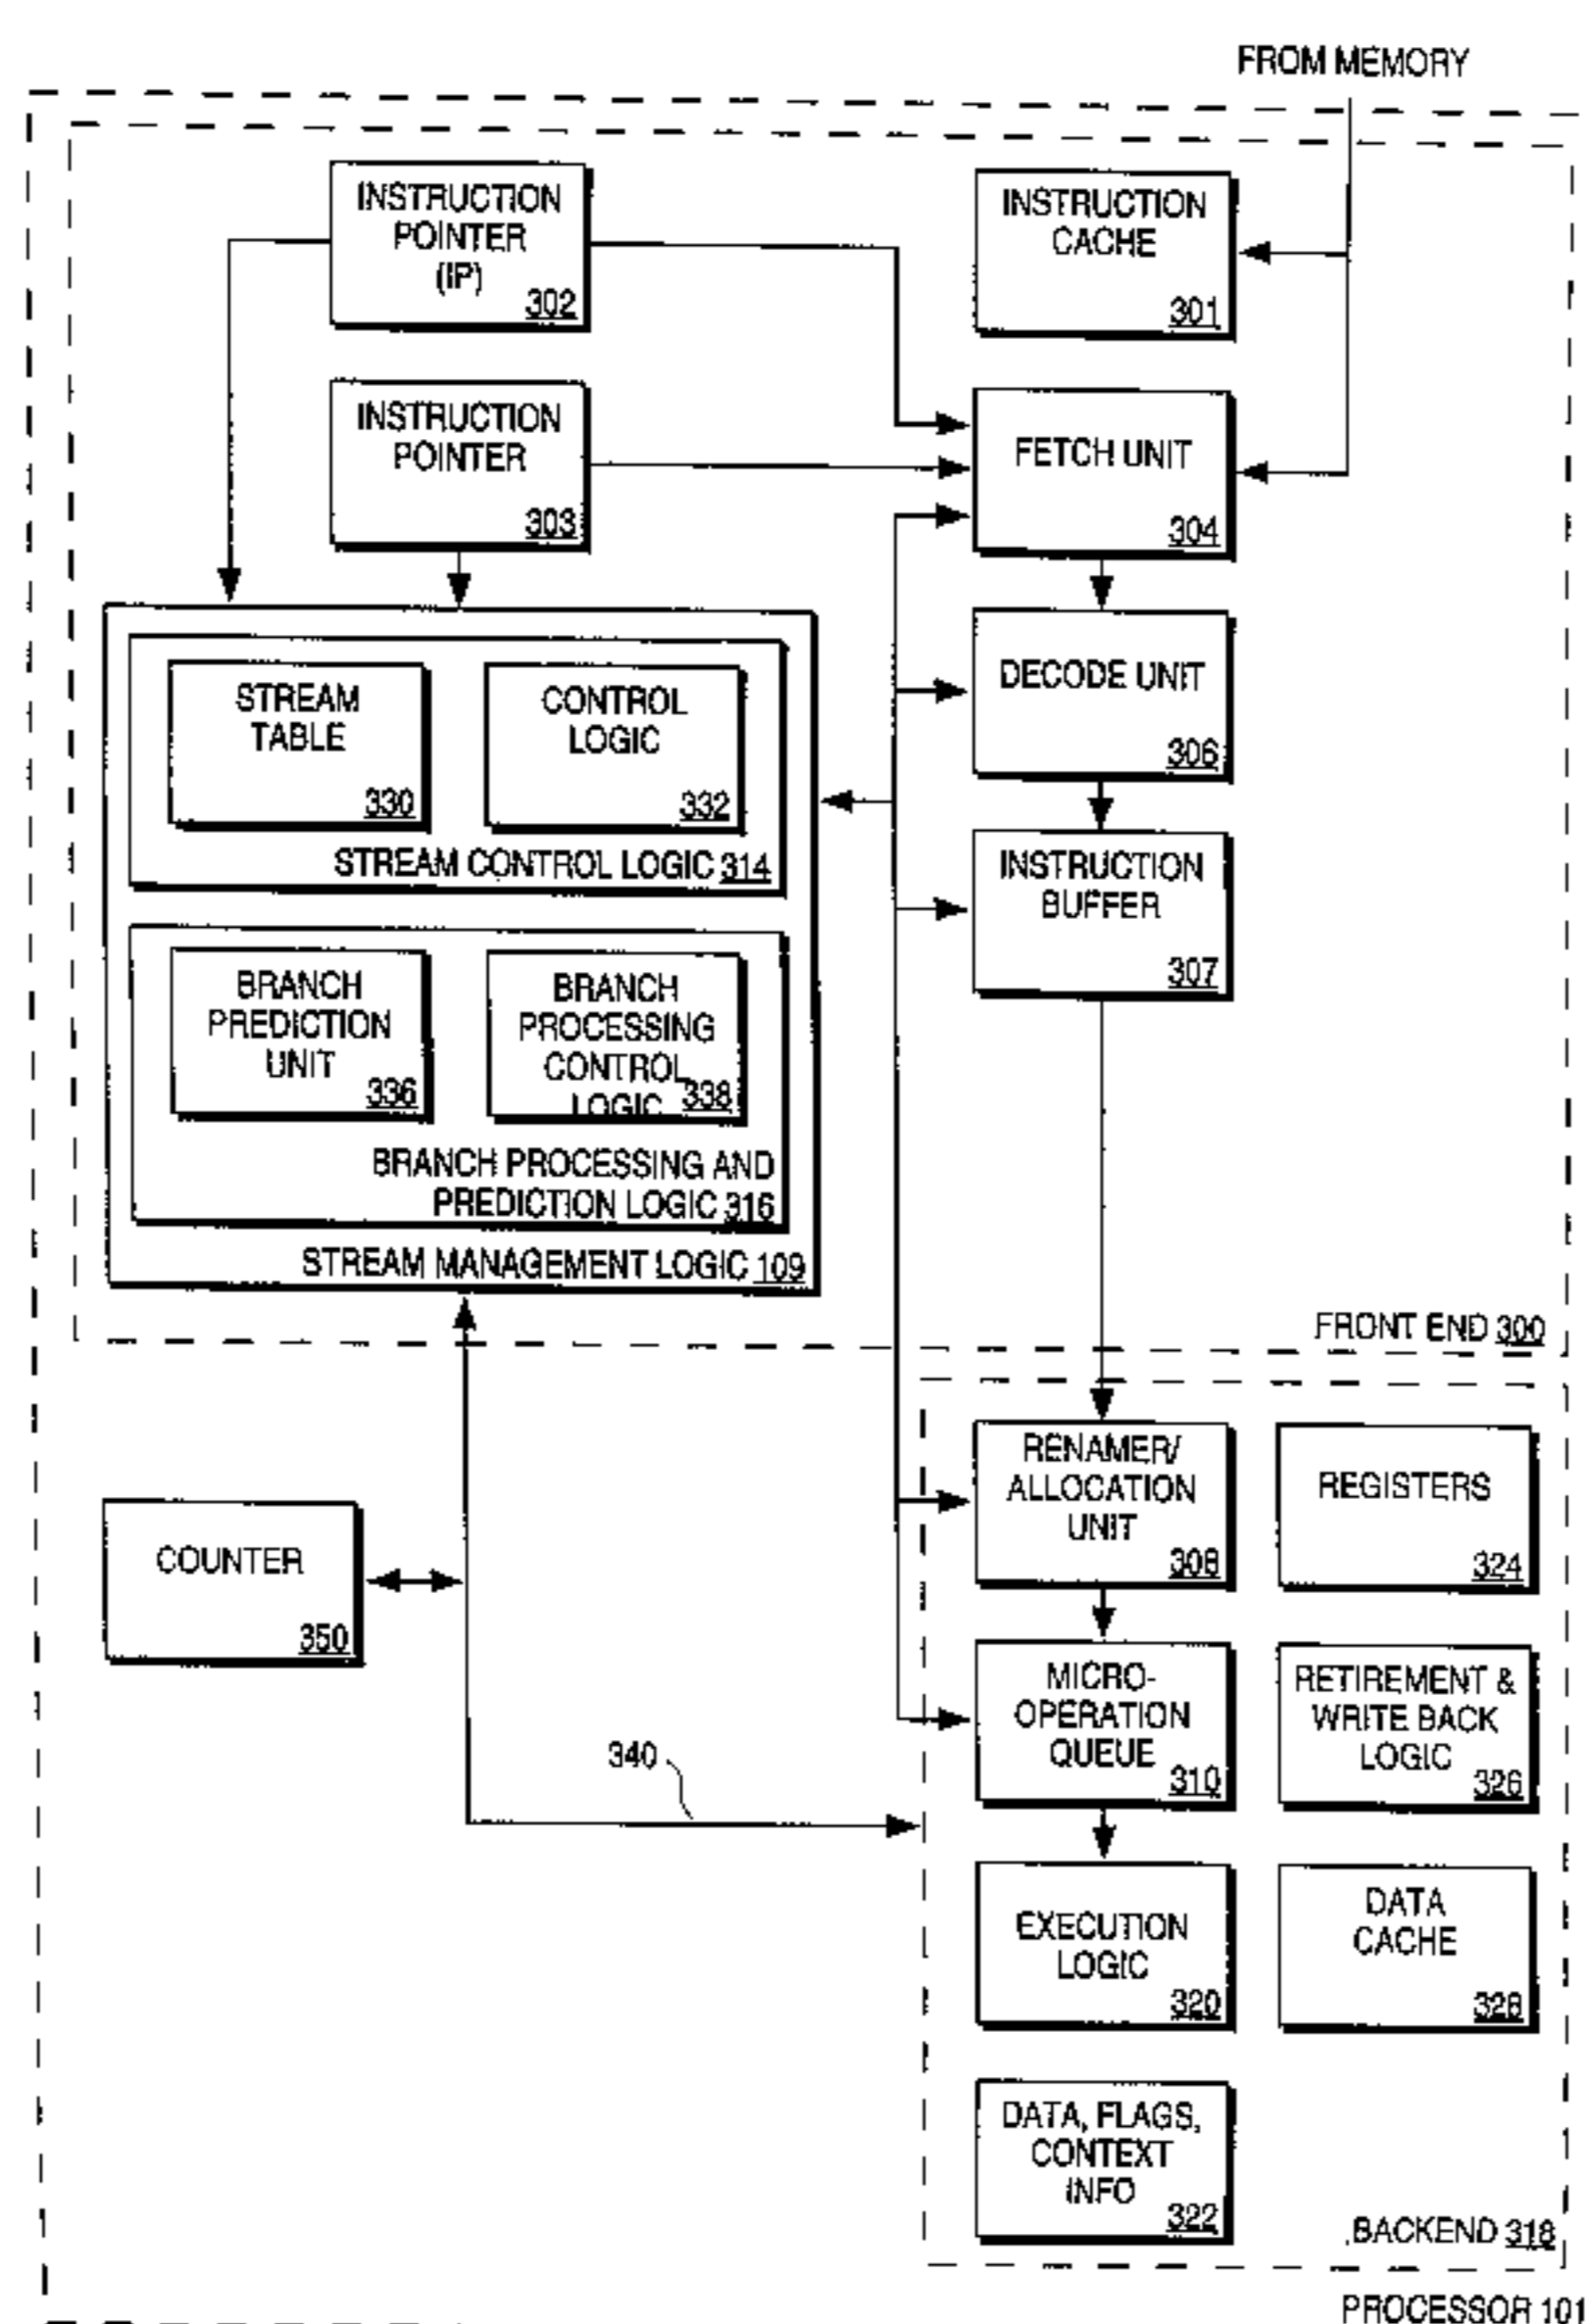 FROM MEMORY
INSTRUCTION
POINTER
(IP)
302
INSTRUCTION
CACHE
301
INSTRUCTION
POINTER
303
FETCH UNIT
304
STREAM
TABLE
330
CONTROL
LOGIC
332
STREAM CONTROL LOGIC 314
DECODE UNIT
306
INSTRUCTION
BUFFER
307
BRANCH
PREDICTION
UNIT
336
BRANCH
PROCESSING
CONTROL
LOGIC 338
BRANCH PROCESSING AND
PREDICTION LOGIC 316
STREAM MANAGEMENT LOGIC 109
FRONT END 300
RENAMER/
ALLOCATION
UNIT
308
REGISTERS
324
COUNTER
350
MICRO-
OPERATION
QUEUE
310
RETIREMENT &
WRITE BACK
LOGIC
326
340
EXECUTION
LOGIC
320
DATA
CACHE
328
DATA, FLAGS,
CONTEXT
INFO
322
BACKEND 318
PROCESSOR 101